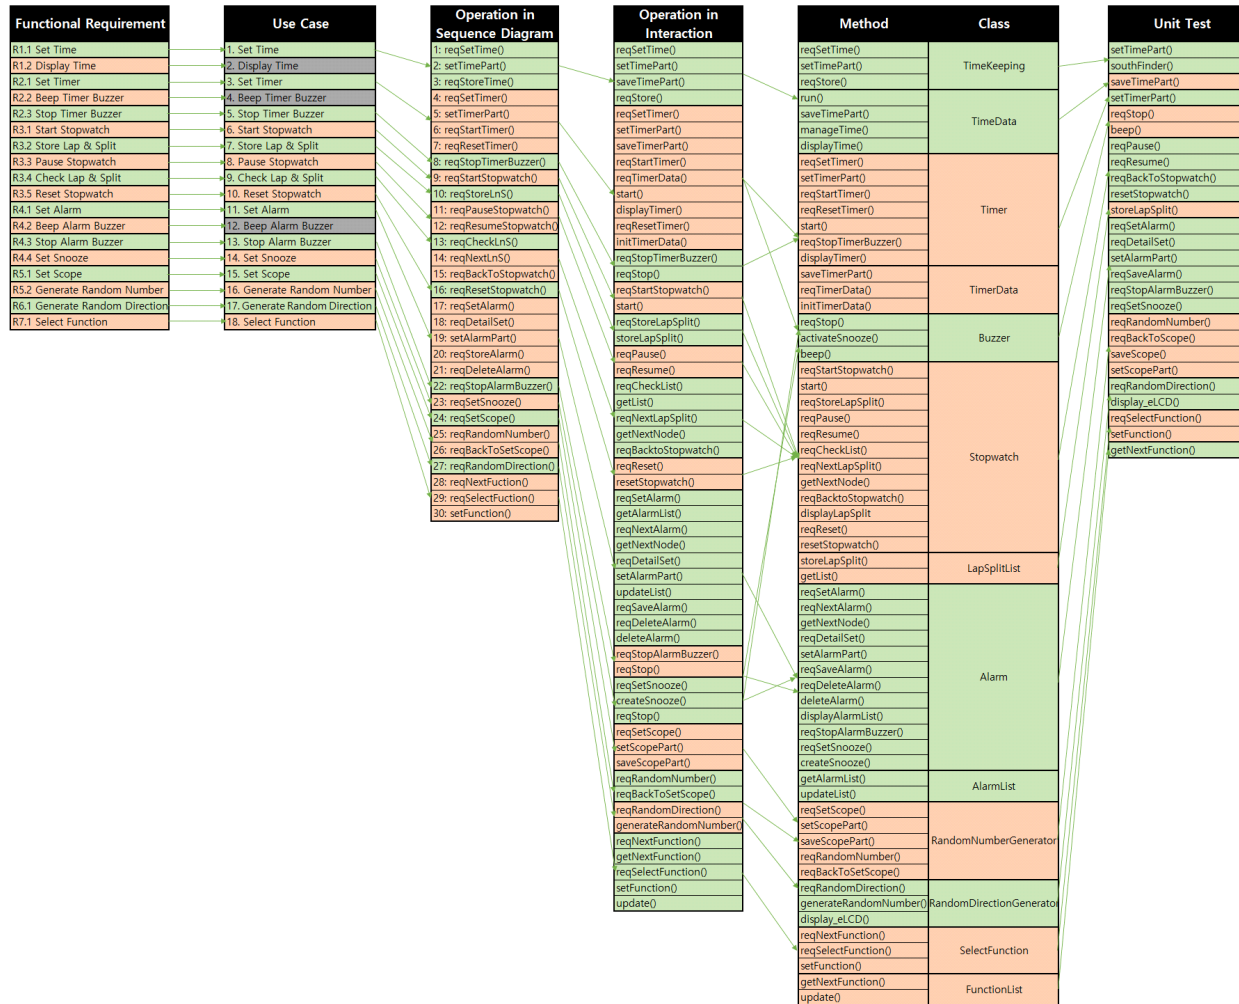 Functional Requirement
R1.1 Set Time
R1.2 Display Time
R2.1 Set Timer
R2.2 Beep Timer Buzzer
R2.3 Stop Timer Buzzer
R3.1 Start Stopwatch
R3.2 Store Lap & Split
R3.3 Pause Stopwatch
R3.4 Check Lap & Split
R3.5 Reset Stopwatch
R4.1 Set Alarm
R4.2 Beep Alarm Buzzer
R4.3 Stop Alarm Buzzer
R4.4 Set Snooze
R5.1 Set Scope
R5.2 Generate Random Number
R6.1 Generate Random Direction
R7.1 Select Function
Use Case
1. Set Time
2. Display Time
3. Set Timer
4. Beep Timer Buzzer
5. Stop Timer Buzzer
6. Start Stopwatch
7. Store Lap & Split
8. Pause Stopwatch
9. Check Lap & Split
10. Reset Stopwatch
11. Set Alarm
12. Beep Alarm Buzzer
13. Stop Alarm Buzzer
14. Set Snooze
15. Set Scope
16. Generate Random Number
17. Generate Random Direction
18. Select Function
Operation in
Sequence Diagram
1: reqSetTime()
2: setTimePart()
3: reqStoreTime()
4: reqSetTimer()
5: setTimerPart()
6: reqStartTimer()
7: reqResetTimer()
8: reqStopTimerBuzzer()
9: reqStartStopwatch()
10: reqStoreLnS()
11: reqPauseStopwatch()
12: reqResumeStopwatch()
13: reqCheckLnS()
14: reqNextLnS()
15: reqBackToStopwatch()
16: reqResetStopwatch()
17: reqSetAlarm()
18: reqDetailSet()
19: setAlarmPart()
20: reqStoreAlarm()
21: reqDeleteAlarm()
22: reqStopAlarmBuzzer()
23: reqSetSnooze()
24: reqSetScope()
25: reqRandomNumber()
26: reqBackToSetScope()
27: reqRandomDirection()
28: reqNextFuction()
29: reqSelectFuction()
30: setFunction()
Operation in
Interaction
reqSetTime()
setTimePart()
saveTimePart()
reqStore()
reqSetTimer()
setTimerPart()
saveTimerPart()
reqStartTimer()
reqTimerData()
start()
displayTimer()
reqResetTimer()
initTimerData()
reqStopTimerBuzzer()
reqStop()
reqStartStopwatch()
start()
reqStoreLapSplit()
storeLapSplit()
reqPause()
reqResume()
reqCheckList()
getList()
reqNextLapSplit()
getNextNode()
reqBacktoStopwatch()
reqReset()
resetStopwatch()
reqSetAlarm()
getAlarmList()
reqNextAlarm()
getNextNode()
reqDetailSet()
setAlarmPart()
updateList()
reqSaveAlarm()
reqDeleteAlarm()
deleteAlarm()
reqStopAlarmBuzzer()
reqStop()
reqSetSnooze()
createSnooze()
reqStop()
reqSetScope()
setScopePart()
saveScopePart()
reqRandomNumber()
reqBackToSetScope()
reqRandomDirection()
generateRandomNumber()
reqNextFunction()
getNextFunction()
reqSelectFunction()
setFunction()
update()
Method
reqSetTime()
setTimePart()
reqStore()
run()
saveTimePart()
manageTime()
displayTime()
reqSetTimer()
setTimerPart()
reqStartTimer()
reqResetTimer()
start()
reqStopTimerBuzzer()
displayTimer()
saveTimerPart()
reqTimerData()
initTimerData()
reqStop()
activateSnooze()
beep()
reqStartStopwatch()
start()
reqStoreLapSplit()
reqPause()
reqResume()
reqCheckList()
reqNextLapSplit()
getNextNode()
reqBacktoStopwatch()
displayLapSplit
reqReset()
resetStopwatch()
storeLapSplit()
getList()
reqSetAlarm()
reqNextAlarm()
getNextNode()
reqDetailSet()
setAlarmPart()
reqSaveAlarm()
reqDeleteAlarm()
deleteAlarm()
displayAlarmList()
reqStopAlarmBuzzer()
reqSetSnooze()
createSnooze()
getAlarmList()
updateList()
reqSetScope()
setScopePart()
saveScopePart()
reqRandomNumber()
reqBackToSetScope()
reqRandomDirection()
generateRandomNumber()
display_eLCD()
reqNextFunction()
reqSelectFunction()
setFunction()
getNextFunction()
update()
Class
TimeKeeping
TimeData
Timer
TimerData
Buzzer
Stopwatch
LapSplitList
Alarm
AlarmList
RandomNumberGenerator
RandomDirectionGenerator
SelectFunction
FunctionList
Unit Test
setTimePart()
southFinder()
saveTimePart()
setTimerPart()
reqStop()
beep()
reqPause()
reqResume()
reqBackToStopwatch()
resetStopwatch()
storeLapSplit()
reqSetAlarm()
reqDetailSet()
setAlarmPart()
reqSaveAlarm()
reqStopAlarmBuzzer()
reqSetSnooze()
reqRandomNumber()
reqBackToScope()
saveScope()
setScopePart()
reqRandomDirection()
display_eLCD()
reqSelectFunction()
setFunction()
getNextFunction()